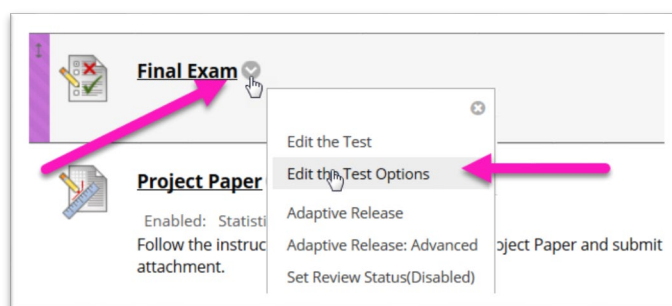 Final Exam
Edit the Test
Edit the Test Options
Project Paper
Adaptive Release
Enabled: Statisti
Follow the instruc
Adaptive Release: Advanced
oject Paper and submit
attachment.
Set Review Status(Disabled)